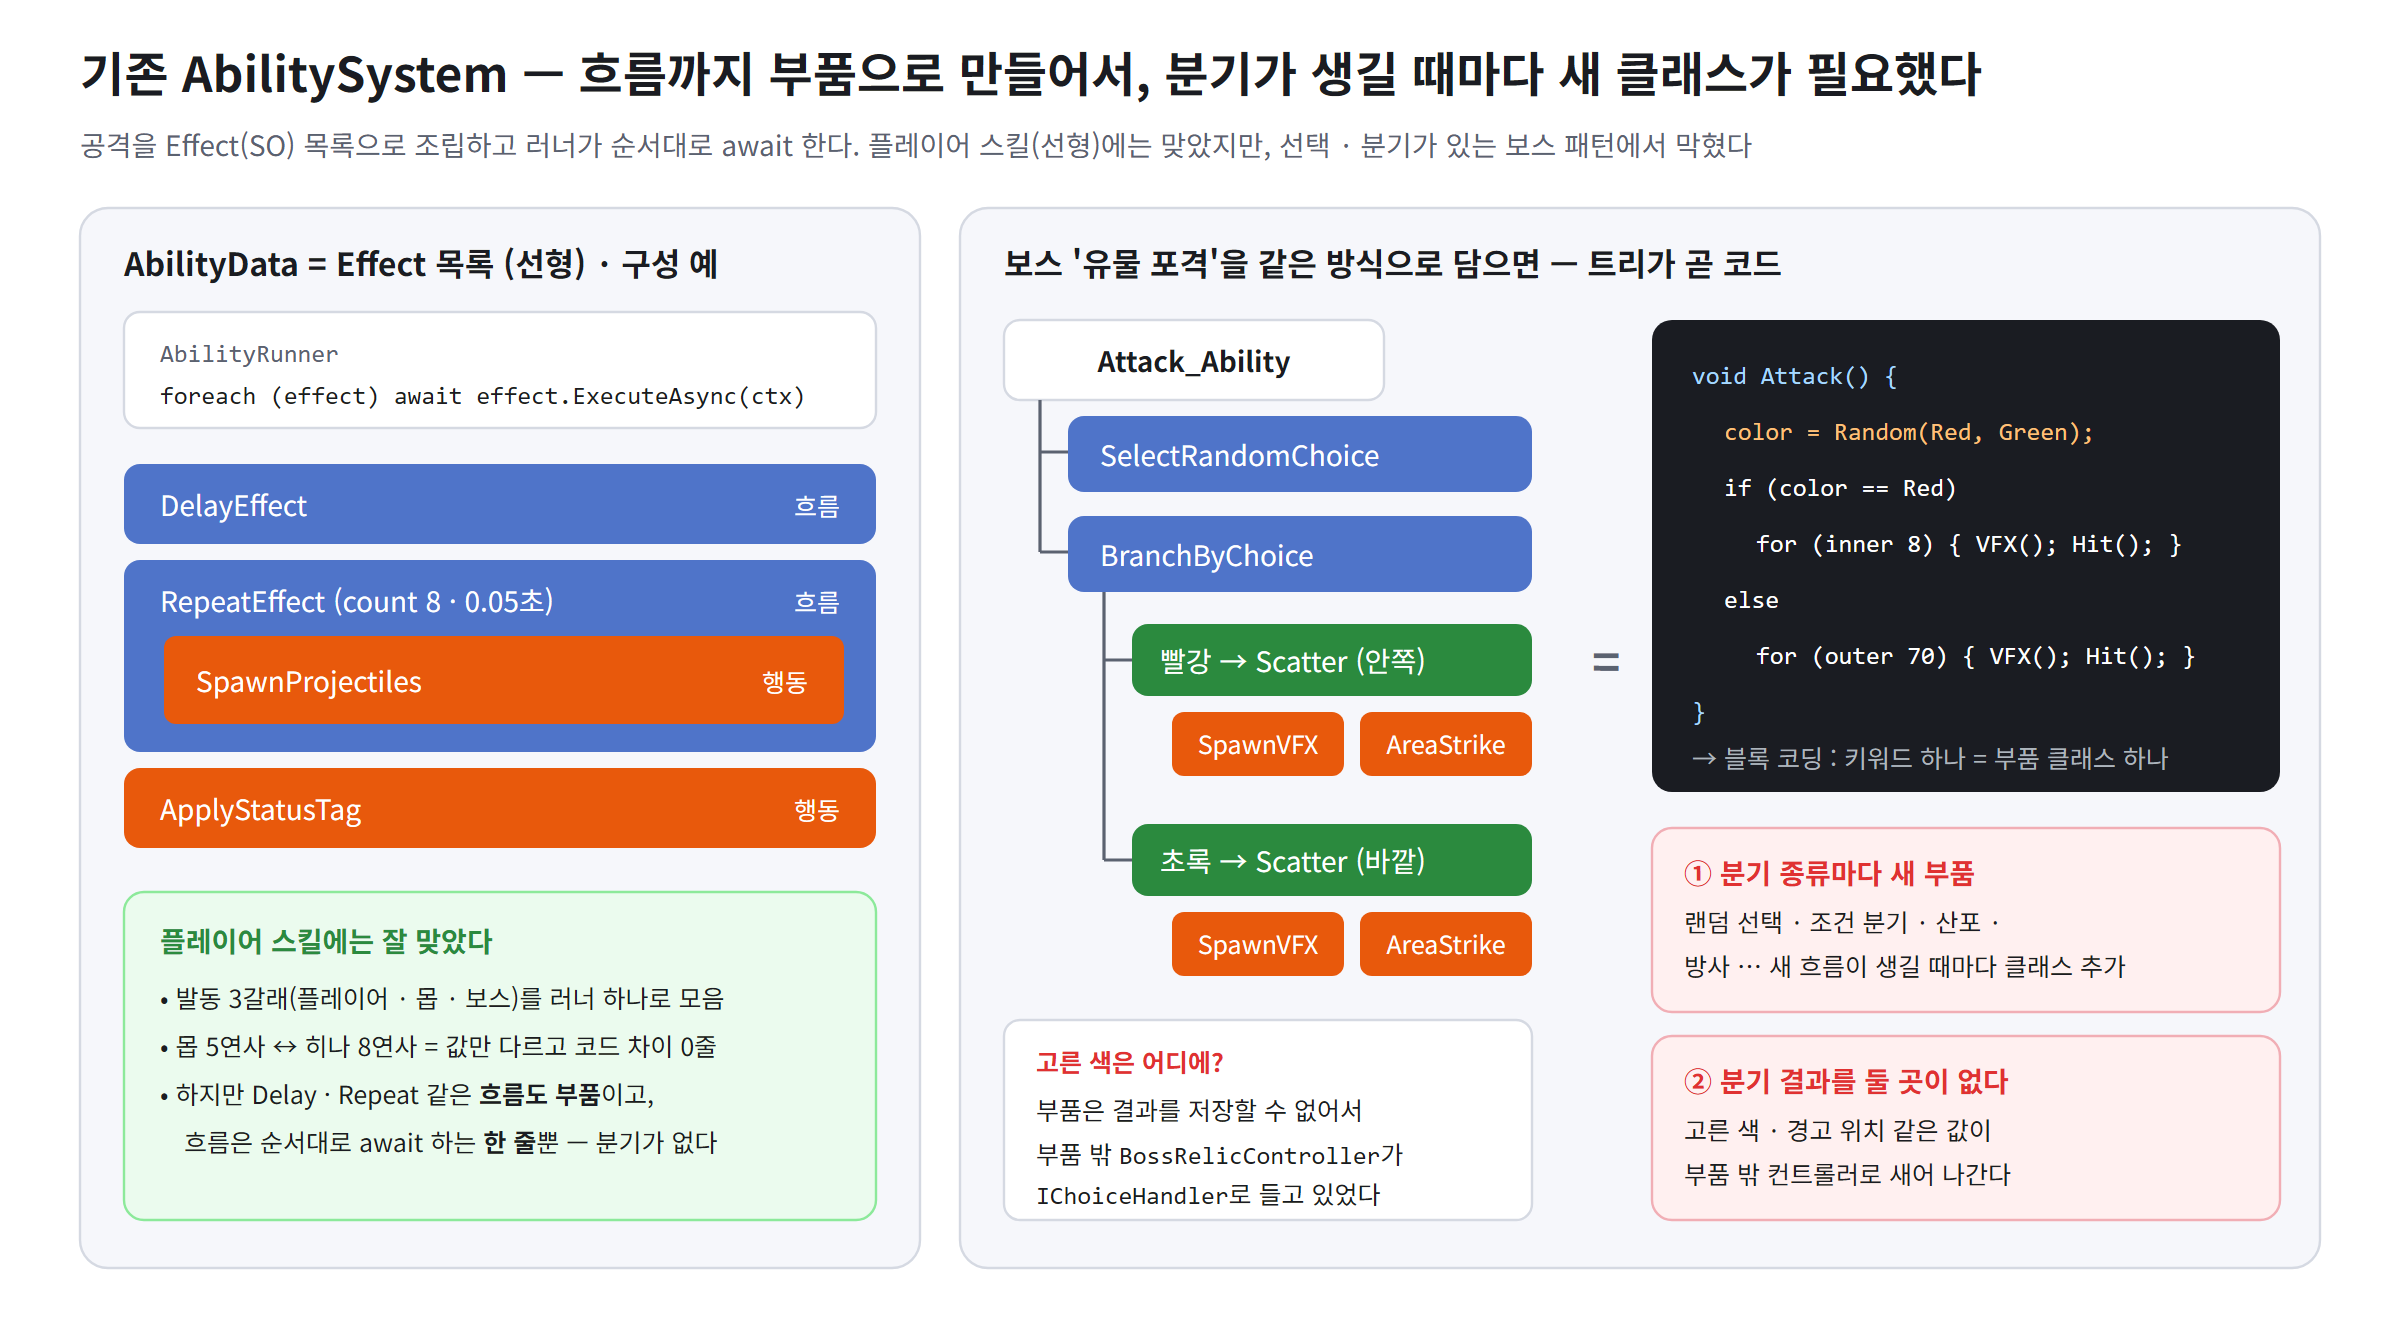 기존 AbilitySystem — 흐름까지 부품으로 만들어서, 분기가 생길 때마다 새 클래스가 필요했다
공격을 Effect(SO) 목록으로 조립하고 러너가 순서대로 await 한다. 플레이어 스킬(선형)에는 맞았지만, 선택 · 분기가 있는 보스 패턴에서 막혔다
AbilityData = Effect 목록 (선형) · 구성 예
AbilityRunner
foreach (effect) await effect.ExecuteAsync(ctx)
DelayEffect 흐름
RepeatEffect (count 8 · 0.05초) 흐름
SpawnProjectiles 행동
ApplyStatusTag 행동
플레이어 스킬에는 잘 맞았다
• 발동 3갈래(플레이어 · 몹 · 보스)를 러너 하나로 모음
• 몹 5연사 ↔ 히나 8연사 = 값만 다르고 코드 차이 0줄
• 하지만 Delay · Repeat 같은 흐름도 부품이고,
흐름은 순서대로 await 하는 한 줄뿐 — 분기가 없다
보스 '유물 포격'을 같은 방식으로 담으면 — 트리가 곧 코드
Attack_Ability
SelectRandomChoice
BranchByChoice
빨강 → Scatter (안쪽)
SpawnVFX AreaStrike
초록 → Scatter (바깥)
SpawnVFX AreaStrike
고른 색은 어디에?
부품은 결과를 저장할 수 없어서
부품 밖 BossRelicController가
IChoiceHandler로 들고 있었다
=
void Attack() {
color = Random(Red, Green);
if (color == Red)
for (inner 8) { VFX(); Hit(); }
else
for (outer 70) { VFX(); Hit(); }
}
→ 블록 코딩 : 키워드 하나 = 부품 클래스 하나
① 분기 종류마다 새 부품
랜덤 선택 · 조건 분기 · 산포 ·
방사 … 새 흐름이 생길 때마다 클래스 추가
② 분기 결과를 둘 곳이 없다
고른 색 · 경고 위치 같은 값이
부품 밖 컨트롤러로 새어 나간다